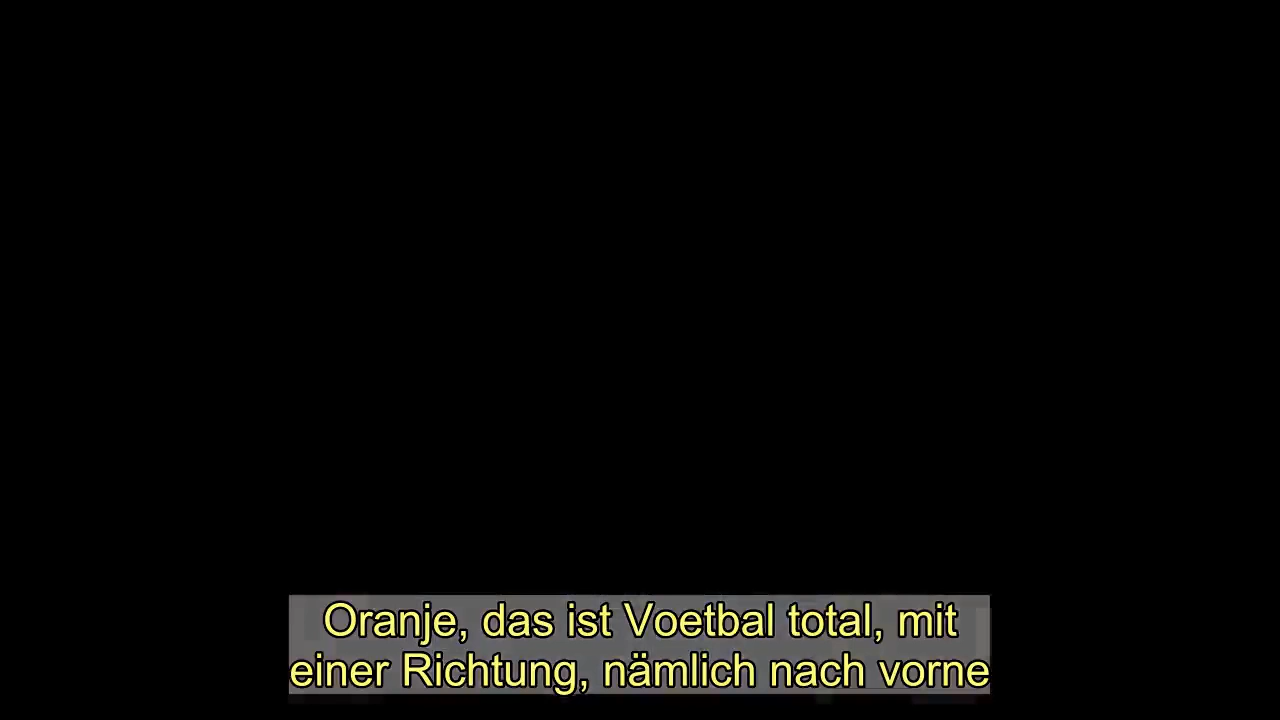 Oranje, das ist Voetbal total, mit
einer Richtung, nämlich nach vorne